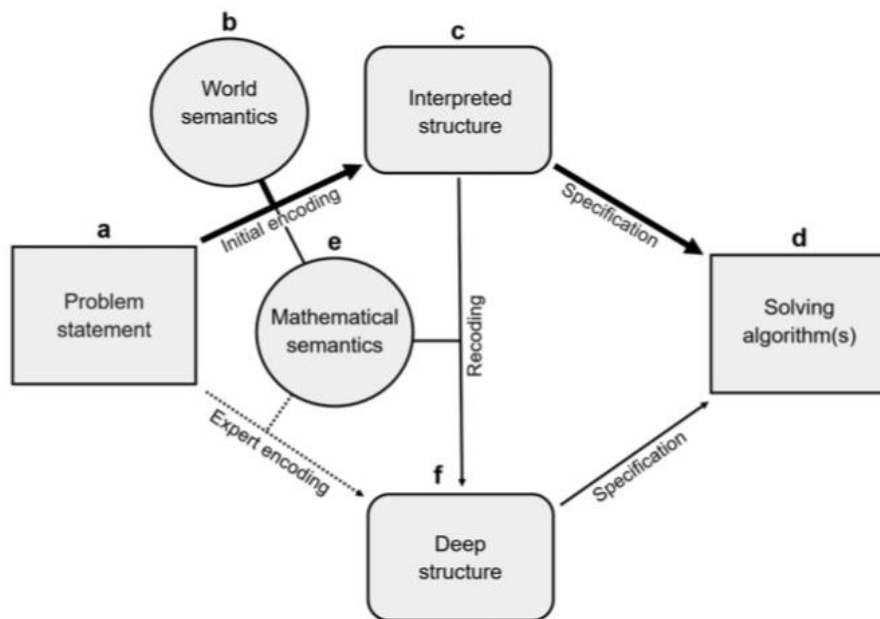 b
World
semantics
c
Interpreted
structure
Initial encoding
Specification
a
Problem
statement
e
Mathematical
semantics
Recoding
d
Solving
algorithm(s)
Expert encoding
f
Deep
structure
Specification